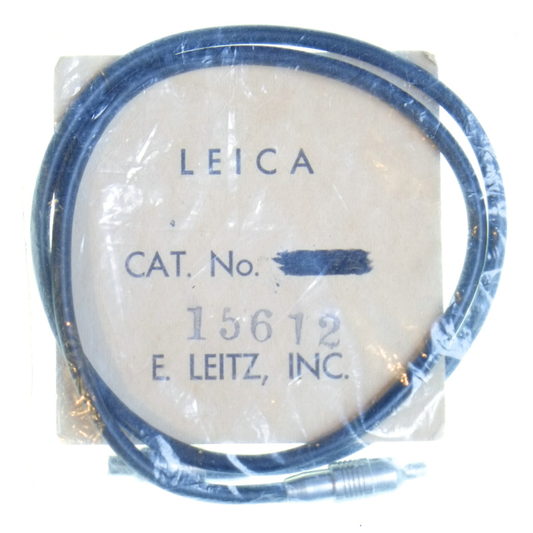 LEICA
CAT. No.
15612
E. LEITZ, INC.